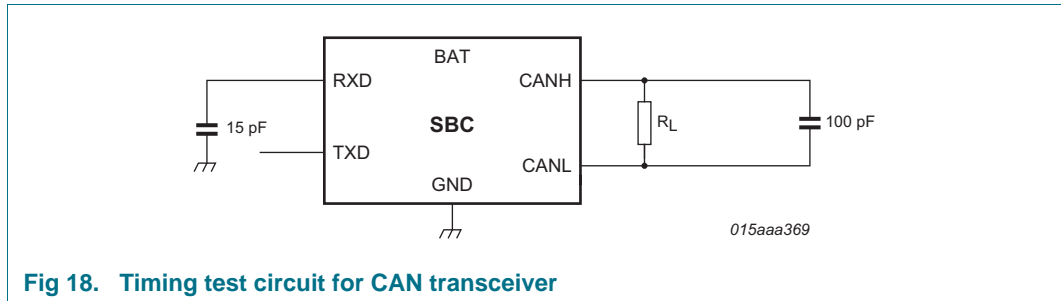 BAT
RXD
CANH
15 pF
SBC
RL
100 pF
TXD
CANL
GND
015aaa369
Fig 18. Timing test circuit for CAN transceiver